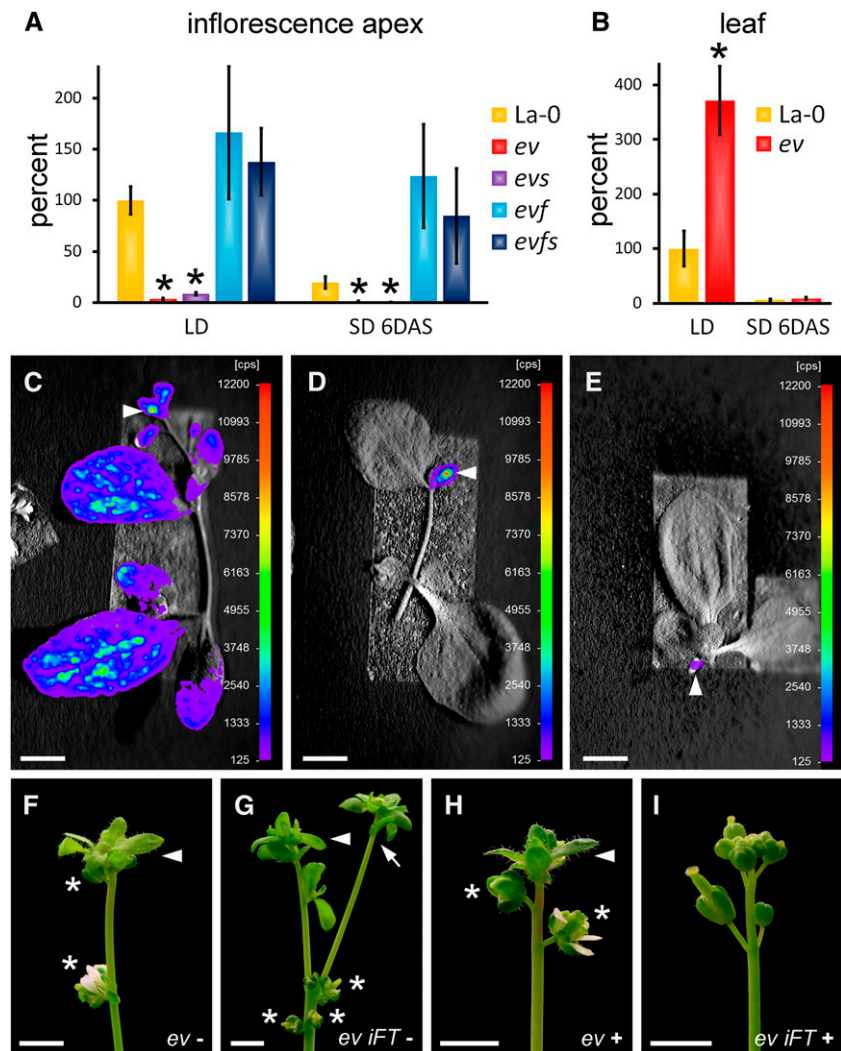 A inflorescence apex
percent
200
150
100
50
0
LD
SD 6DAS
* * * *
La-0
ev
evs
evf
evfs
B leaf
percent
400
300
200
100
0
LD
SD 6DAS
*
La-0
ev
C
[cps]
12200
10993
9785
8578
7370
6163
4955
3748
2540
1333
125
D
[cps]
12200
10993
9785
8578
7370
6163
4955
3748
2540
1333
125
E
[cps]
12200
10993
9785
8578
7370
6163
4955
3748
2540
1333
125
F
*
*
ev -
G
*
* *
ev iFT -
H
*
*
ev +
I
ev iFT +